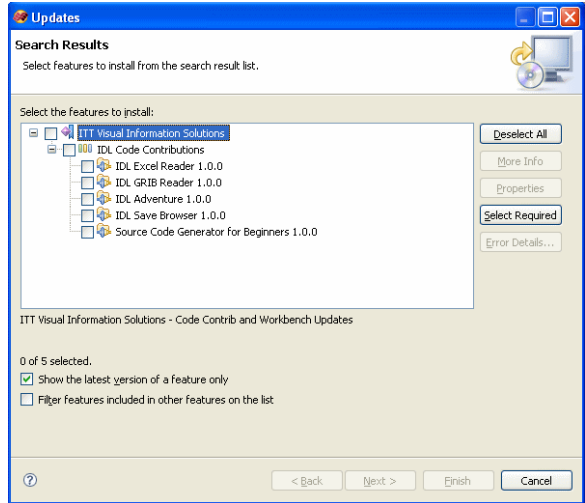 Updates
Search Results
Select features to install from the search result list.
Select the features to install:
ITT Visual Information Solutions
IDL Code Contributions
IDL Excel Reader 1.0.0
IDL GRIB Reader 1.0.0
IDL Adventure 1.0.0
IDL Save Browser 1.0.0
Source Code Generator for Beginners 1.0.0
Deselect All
More Info
Properties
Select Required
Error Details...
ITT Visual Information Solutions - Code Contrib and Workbench Updates
0 of 5 selected.
Show the latest version of a feature only
Filter features included in other features on the list
?
< Back
Next >
Finish
Cancel